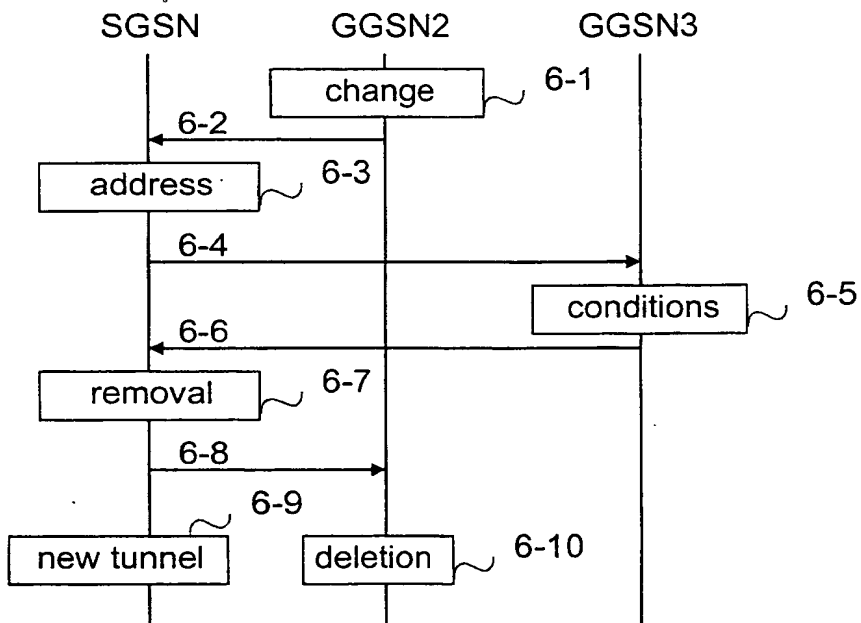 SGSN GGSN2 GGSN3
change 6-1
6-2
address 6-3
6-4
conditions 6-5
6-6
removal 6-7
6-8
6-9
new tunnel deletion 6-10